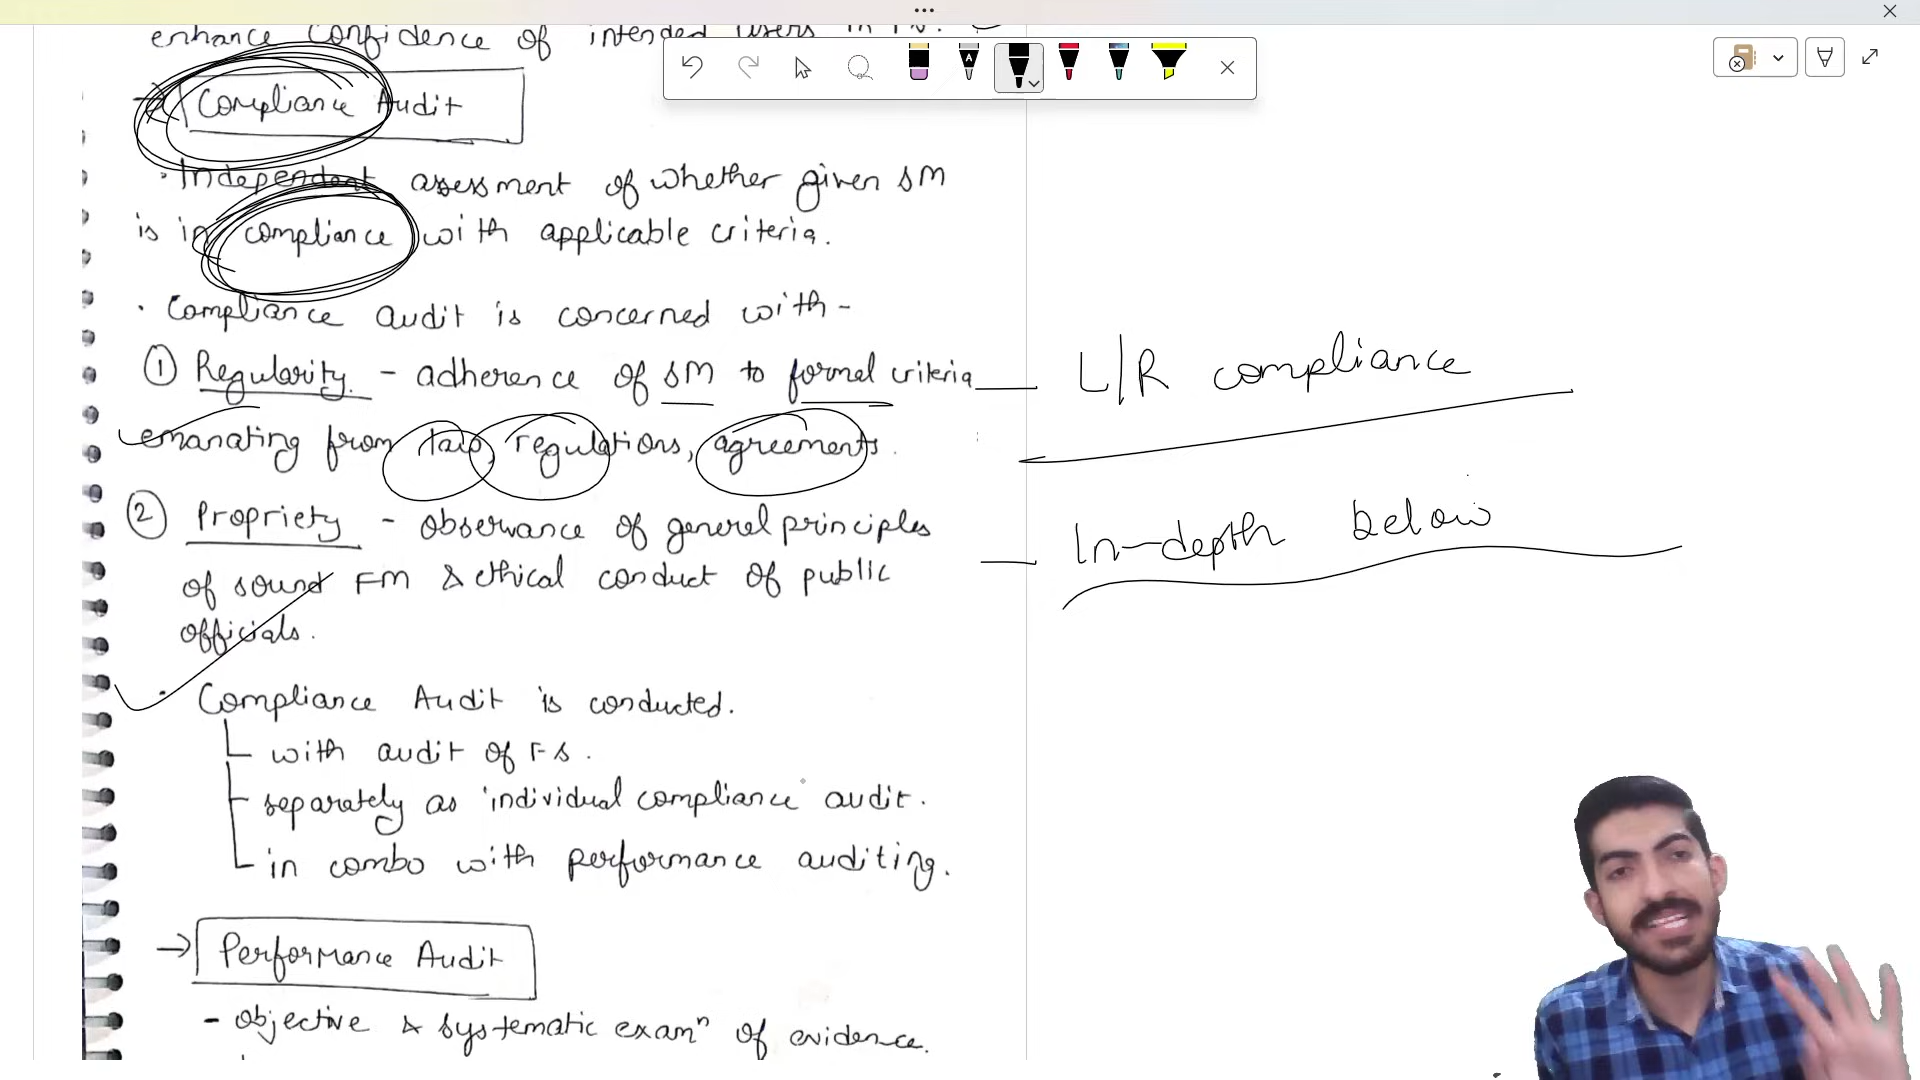 enhance confidence of intended users in FS.
→ Compliance Audit
· Independent assessment of whether given SM
is in compliance with applicable criteria.
· Compliance audit is concerned with -
① Regularity - adherence of SM to formal criteria — L/R compliance
emanating from law, regulations, agreements.
② Propriety - observance of general principles — In-depth below
of sound FM & ethical conduct of public
officials.
· Compliance Audit is conducted.
with audit of FS.
separately as 'individual compliance' audit.
in combo with performance auditing.
→ Performance Audit
- objective & systematic examⁿ of evidence.